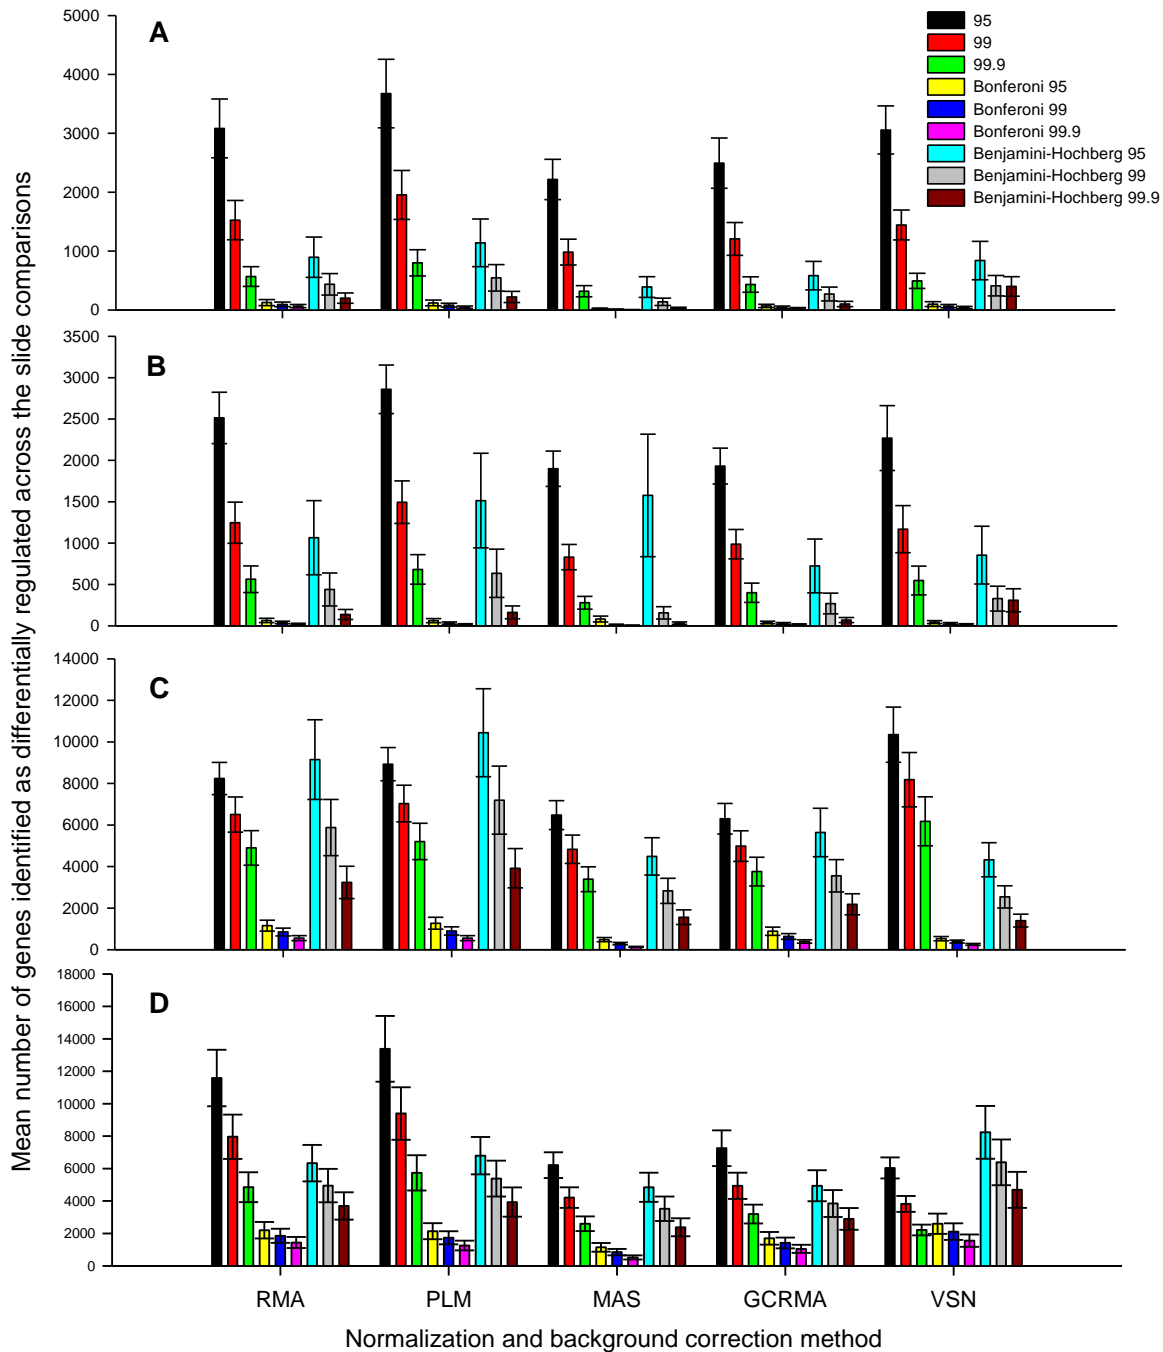 Mean number of genes identified as differentially regulated across the slide comparisons
A
5000
4000
3000
2000
1000
0
95
99
99.9
Bonferoni 95
Bonferoni 99
Bonferoni 99.9
Benjamini-Hochberg 95
Benjamini-Hochberg 99
Benjamini-Hochberg 99.9
B
3500
3000
2500
2000
1500
1000
500
0
C
14000
12000
10000
8000
6000
4000
2000
0
D
18000
16000
14000
12000
10000
8000
6000
4000
2000
0
RMA PLM MAS GCRMA VSN
Normalization and background correction method